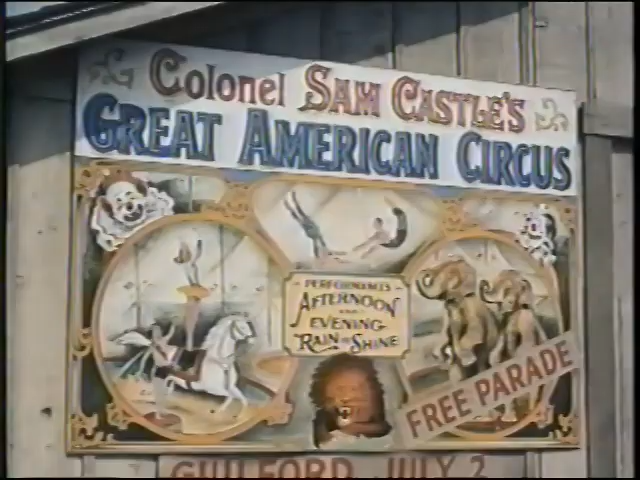 Colonel SAM CASTLE'S
GREAT AMERICAN CIRCUS
PERFORMANCES
AFTERNOON
AND
EVENING
RAIN OR SHINE
FREE PARADE
GUILFORD JULY 2